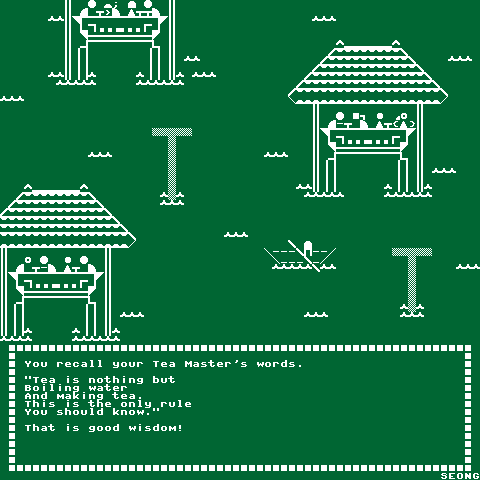 You recall your Tea Master's words.
"Tea is nothing but
Boiling water
And making tea.
This is the only rule
You should know."
That is good wisdom!
SEONG